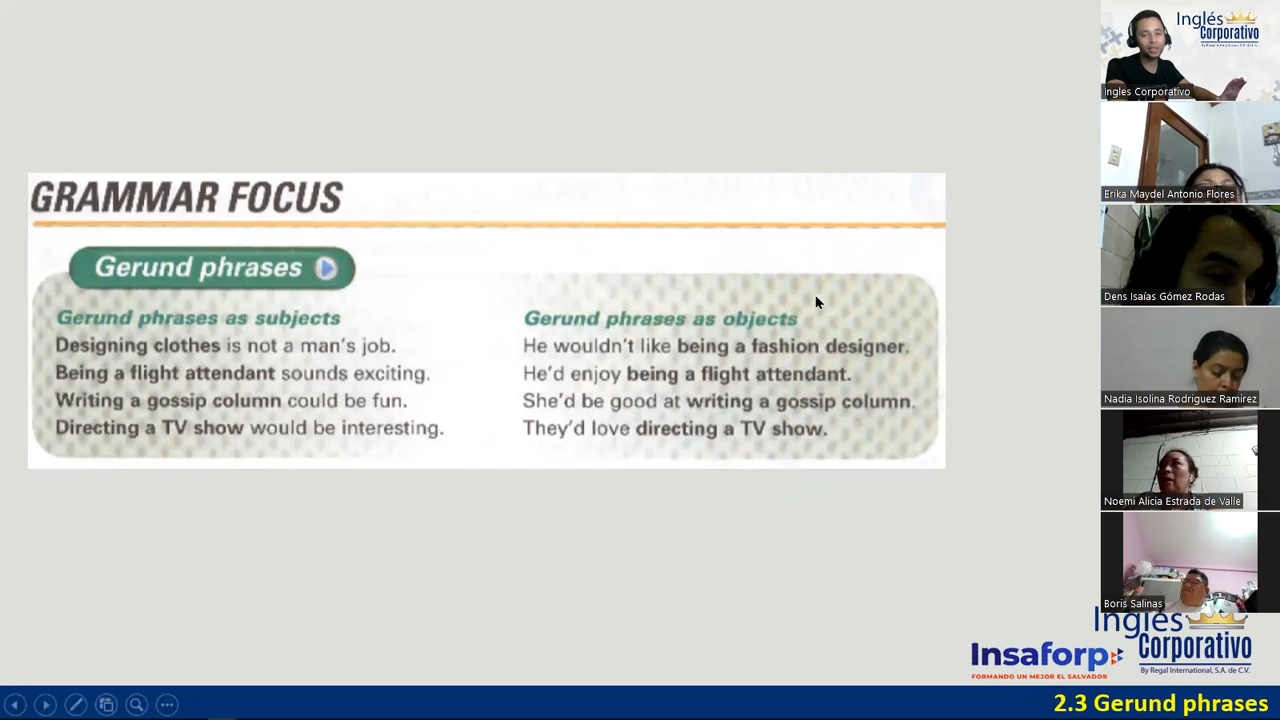 GRAMMAR FOCUS
Gerund phrases
Gerund phrases as subjects
Designing clothes is not a man's job.
Being a flight attendant sounds exciting.
Writing a gossip column could be fun.
Directing a TV show would be interesting.
Gerund phrases as objects
He wouldn't like being a fashion designer.
He'd enjoy being a flight attendant.
She'd be good at writing a gossip column.
They'd love directing a TV show.
Inglés
Corporativo
Ingles Corporativo
Erika Maydel Antonio Flores
Dens Isaías Gómez Rodas
Nadia Isolina Rodriguez Ramirez
Noemi Alicia Estrada de Valle
Boris Salinas
Insaforp
FORMANDO UN MEJOR EL SALVADOR
Inglés
Corporativo
By Regal International, S.A. de C.V.
2.3 Gerund phrases